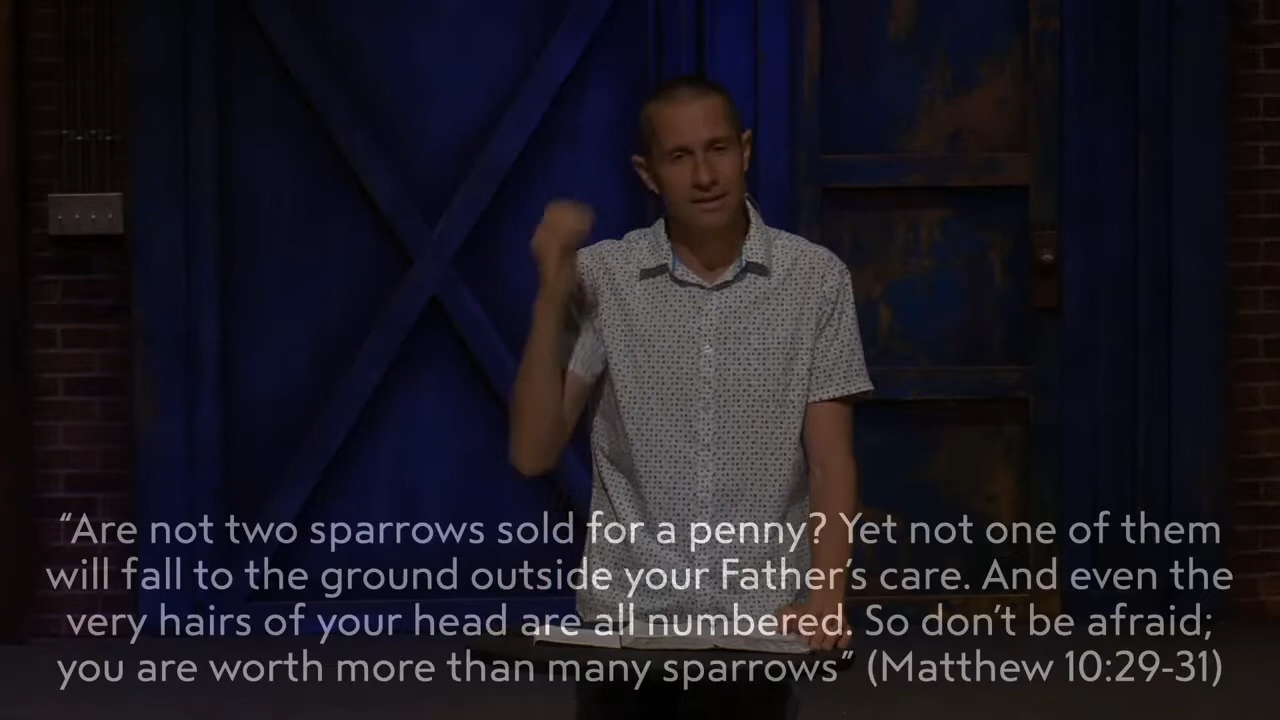 “Are not two sparrows sold for a penny? Yet not one of them
will fall to the ground outside your Father’s care. And even the
very hairs of your head are all numbered. So don’t be afraid;
you are worth more than many sparrows” (Matthew 10:29-31)